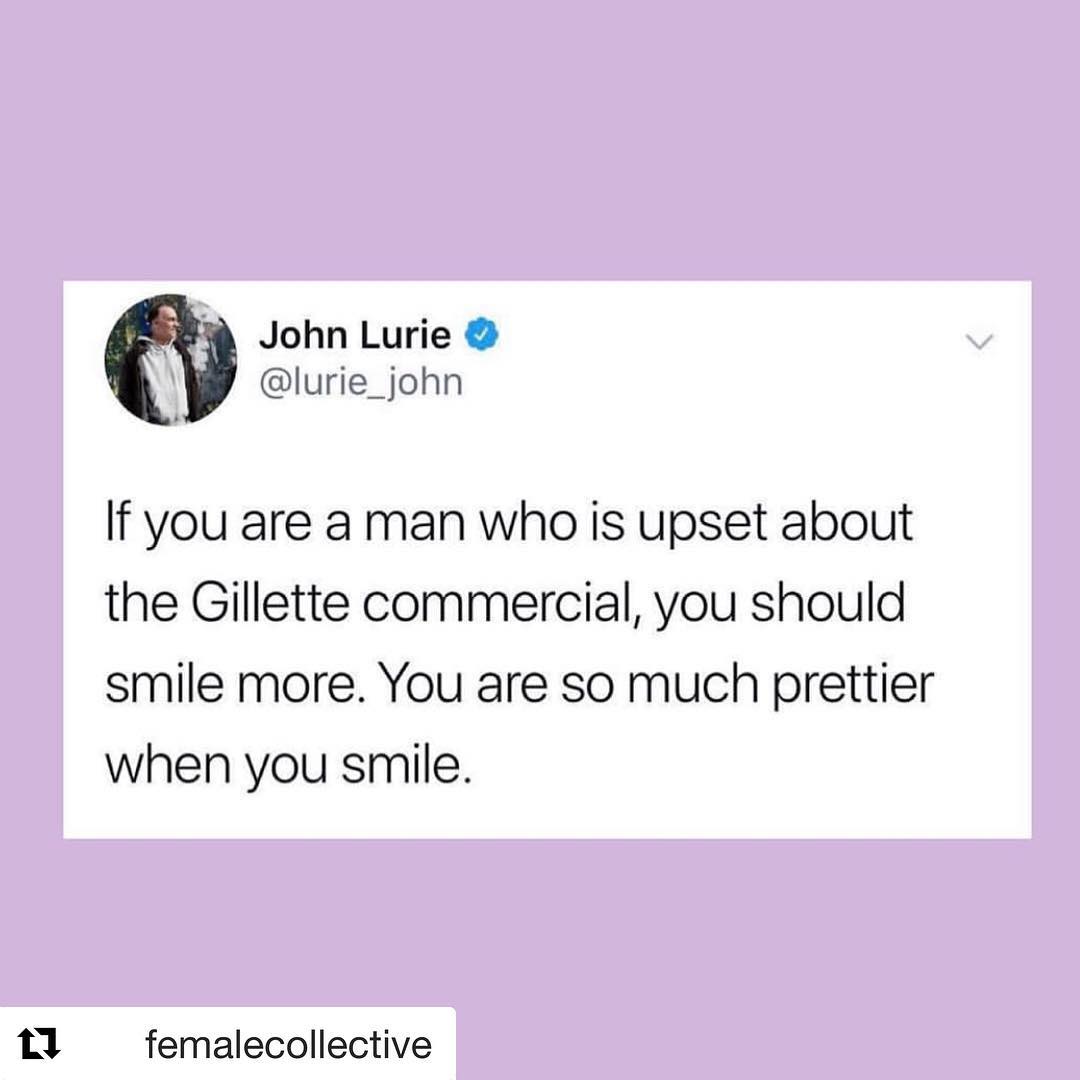 John Lurie
@lurie_john
If you are a man who is upset about
the Gillette commercial, you should
smile more. You are so much prettier
when you smile.
femalecollective